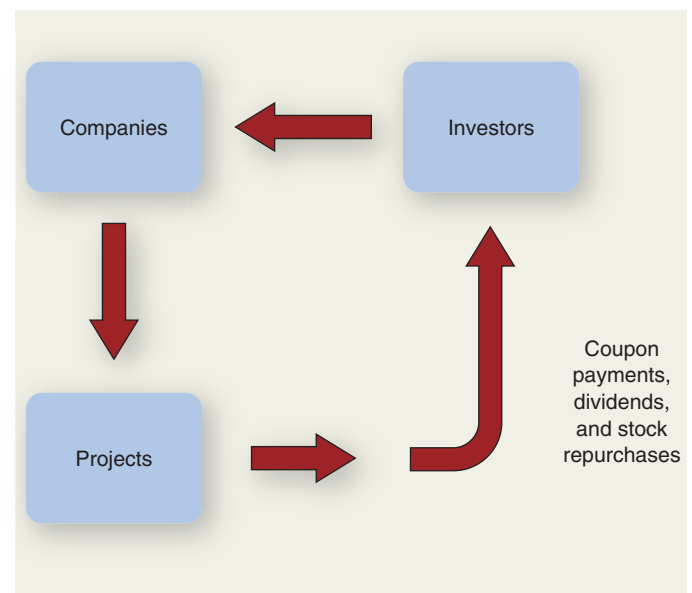 Companies
Investors
Projects
Coupon
payments,
dividends,
and stock
repurchases